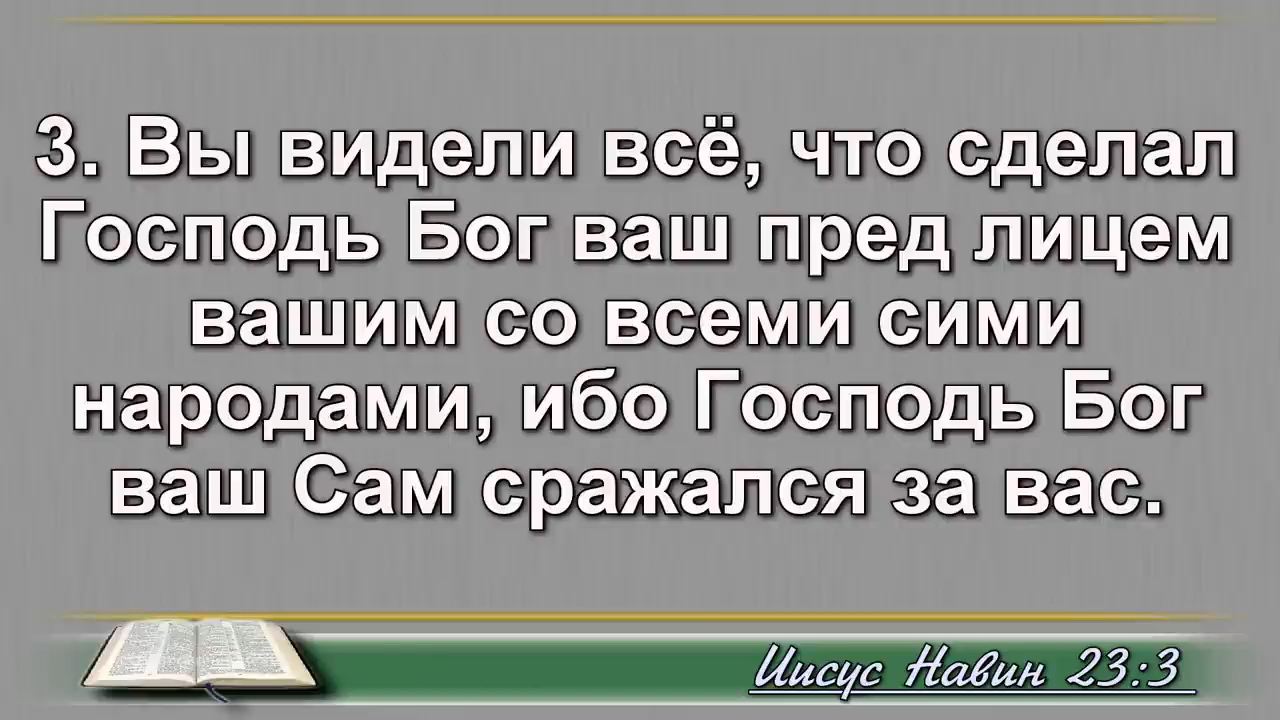 3. Вы видели всё, что сделал
Господь Бог ваш пред лицем
вашим со всеми сими
народами, ибо Господь Бог
ваш Сам сражался за вас.
Иисус Навин 23:3